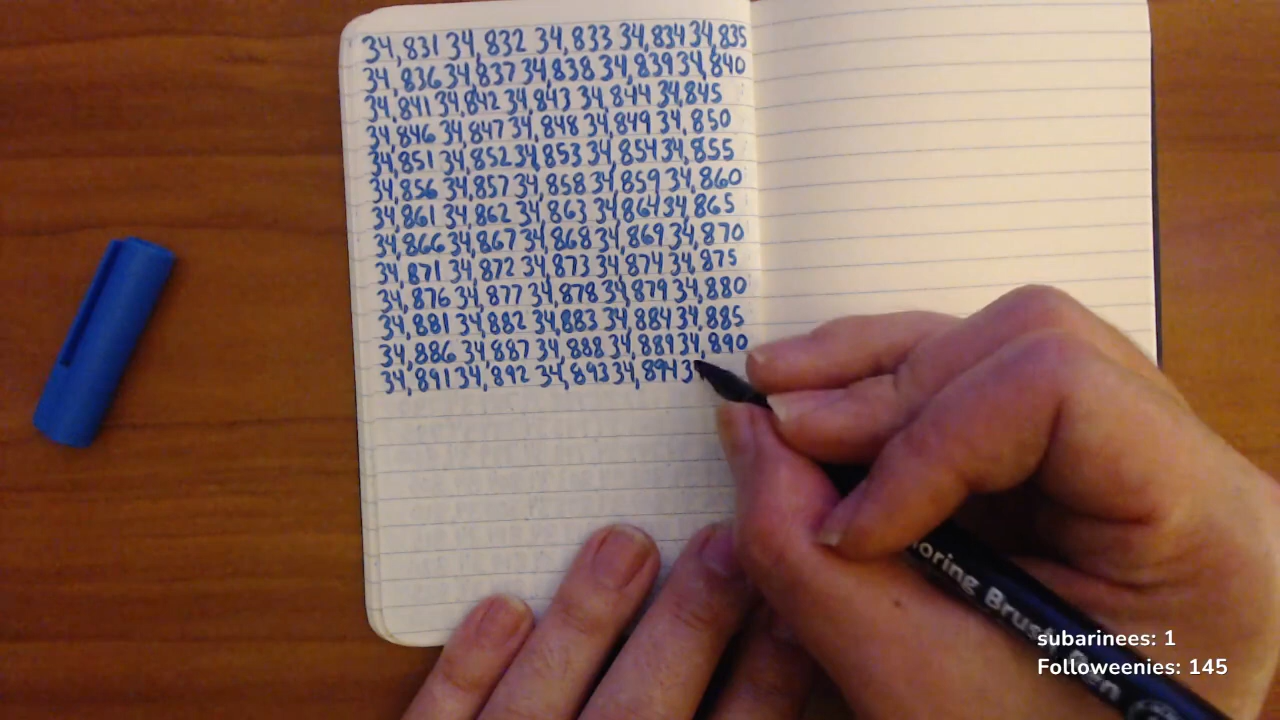 34,831 34,832 34,833 34,834 34,835
34,836 34,837 34,838 34,839 34,840
34,841 34,842 34,843 34,844 34,845
34,846 34,847 34,848 34,849 34,850
34,851 34,852 34,853 34,854 34,855
34,856 34,857 34,858 34,859 34,860
34,861 34,862 34,863 34,864 34,865
34,866 34,867 34,868 34,869 34,870
34,871 34,872 34,873 34,874 34,875
34,876 34,877 34,878 34,879 34,880
34,881 34,882 34,883 34,884 34,885
34,886 34,887 34,888 34,889 34,890
34,891 34,892 34,893 34,894 3
Brush Pen
subarinees: 1
Followeenies: 145